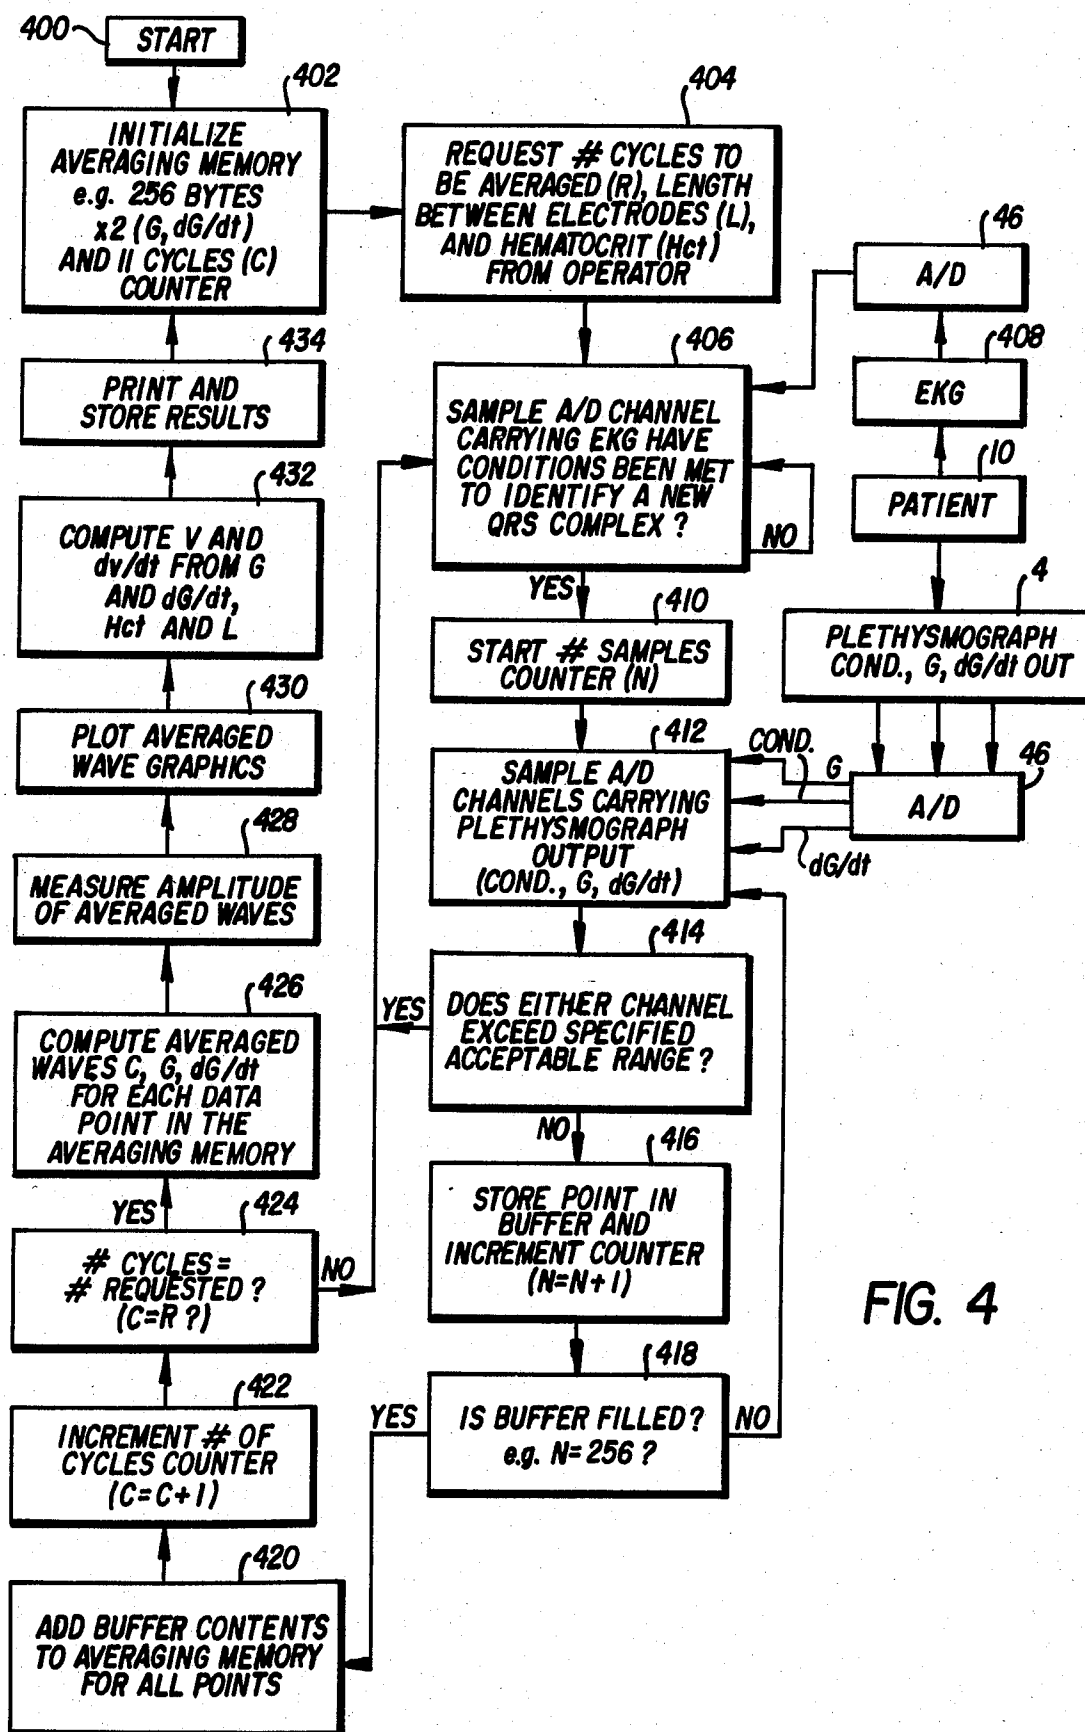 400
START
402
INITIALIZE
AVERAGING MEMORY
e.g. 256 BYTES
x2 (G, dG/dt)
AND II CYCLES (C)
COUNTER
404
REQUEST # CYCLES TO
BE AVERAGED (R), LENGTH
BETWEEN ELECTRODES (L),
AND HEMATOCRIT (Hct)
FROM OPERATOR
46
A/D
408
EKG
10
PATIENT
4
PLETHYSMOGRAPH
COND., G, dG/dt OUT
46
A/D
COND.
G
dG/dt
406
SAMPLE A/D CHANNEL
CARRYING EKG HAVE
CONDITIONS BEEN MET
TO IDENTIFY A NEW
QRS COMPLEX ?
NO
YES
410
START # SAMPLES
COUNTER (N)
412
SAMPLE A/D
CHANNELS CARRYING
PLETHYSMOGRAPH
OUTPUT
(COND., G, dG/dt)
414
DOES EITHER CHANNEL
EXCEED SPECIFIED
ACCEPTABLE RANGE ?
YES
NO
416
STORE POINT IN
BUFFER AND
INCREMENT COUNTER
(N=N+1)
418
IS BUFFER FILLED ?
e.g. N=256 ?
YES
NO
434
PRINT AND
STORE RESULTS
432
COMPUTE V AND
dv/dt FROM G
AND dG/dt,
Hct AND L
430
PLOT AVERAGED
WAVE GRAPHICS
428
MEASURE AMPLITUDE
OF AVERAGED WAVES
426
COMPUTE AVERAGED
WAVES C, G, dG/dt
FOR EACH DATA
POINT IN THE
AVERAGING MEMORY
YES
424
# CYCLES =
# REQUESTED ?
(C=R ?)
NO
422
INCREMENT # OF
CYCLES COUNTER
(C=C+1)
420
ADD BUFFER CONTENTS
TO AVERAGING MEMORY
FOR ALL POINTS
FIG. 4